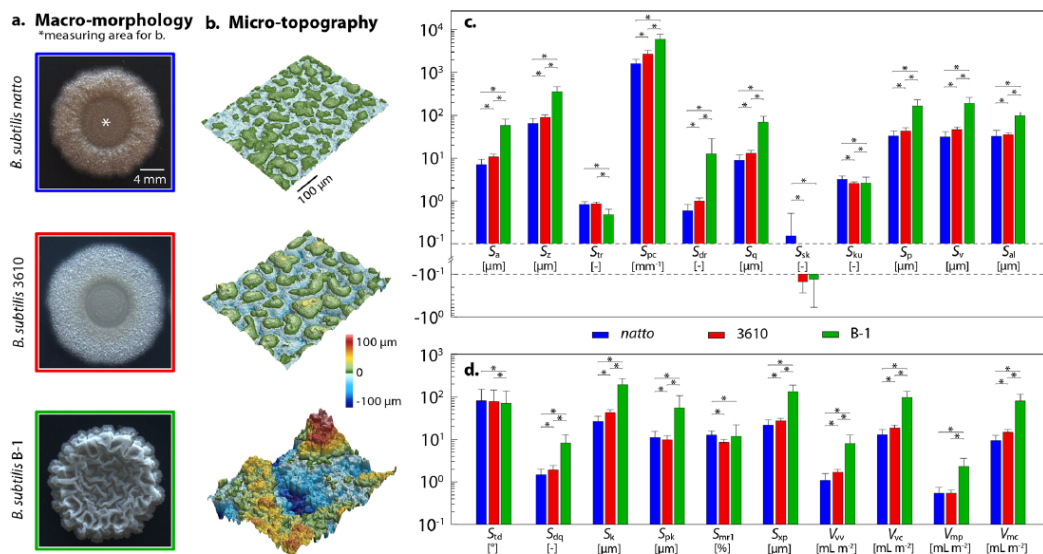 a. Macro-morphology
*measuring area for b.
b. Micro-topography
c.
B. subtilis natto
*
4 mm
100 µm
B. subtilis 3610
100 µm
0
-100 µm
B. subtilis B-1
10⁴
10³
10²
10¹
10⁰
10⁻¹
-10⁻¹
-10⁰
* * * * * * * * * * * * * * * * * * * * * * * * * * * *
Sa Sz Str Spc Sdr Sq Ssk Sku Sp Sv Sal
[µm] [µm] [-] [mm⁻¹] [-] [µm] [-] [-] [µm] [µm] [µm]
natto 3610 B-1
d.
10³
10²
10¹
10⁰
10⁻¹
* * * * * * * * * * * * * * * * * * * * * * * * * *
Std Sdq Sk Spk Smr1 Sxp Vvv Vvc Vmp Vmc
[°] [-] [µm] [µm] [%] [µm] [mL m⁻²] [mL m⁻²] [mL m⁻²] [mL m⁻²]